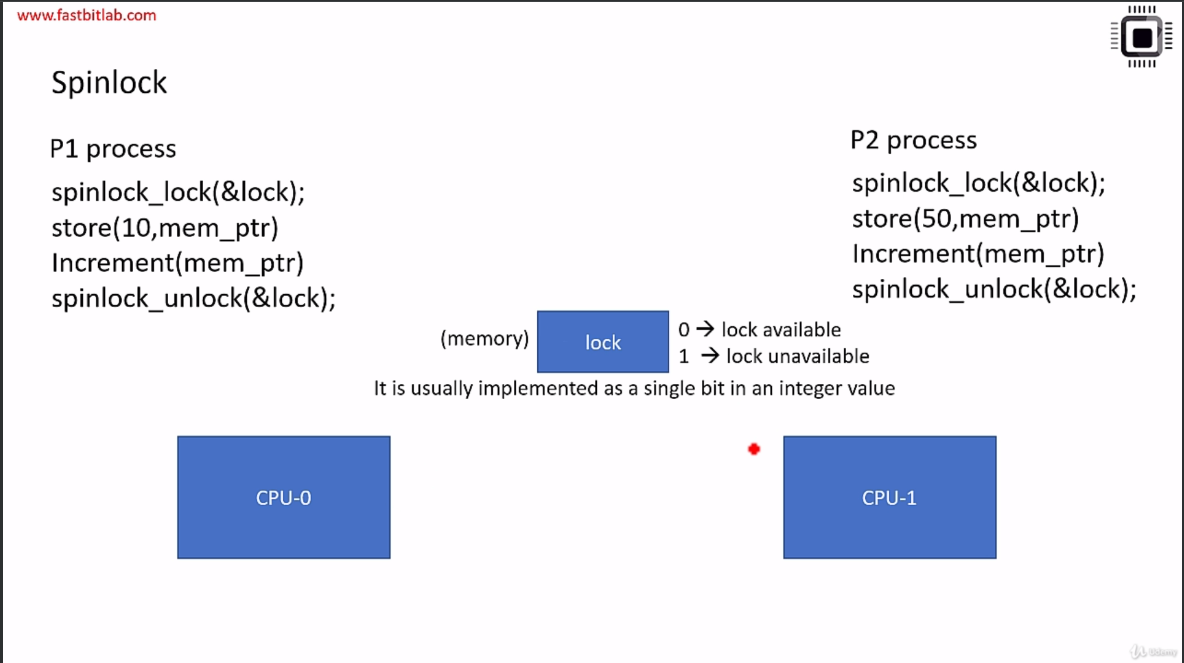 www.fastbitlab.com
Spinlock
P1 process
spinlock_lock(&lock);
store(10,mem_ptr)
Increment(mem_ptr)
spinlock_unlock(&lock);
P2 process
spinlock_lock(&lock);
store(50,mem_ptr)
Increment(mem_ptr)
spinlock_unlock(&lock);
(memory)
lock
0 → lock available
1 → lock unavailable
It is usually implemented as a single bit in an integer value
CPU-0
CPU-1
Udemy